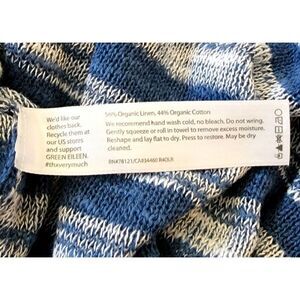 We'd like our
clothes back.
Recycle them at
our US stores
and support
GREEN EILEEN.
#thxverymuch
56% Organic Linen, 44% Organic Cotton
We recommend hand wash cold, no bleach. Do not wring.
Gently squeeze or roll in towel to remove excess moisture.
Reshape and lay flat to dry. Press to restore. May be dry
cleaned.